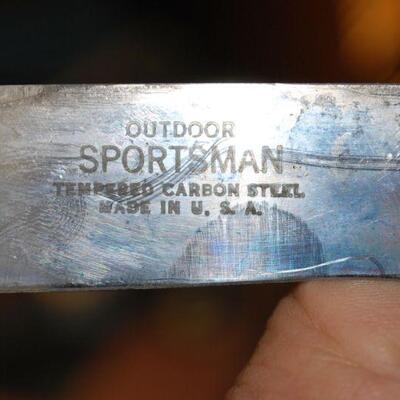 OUTDOOR
SPORTSMAN
TEMPERED CARBON STEEL
MADE IN U. S. A.